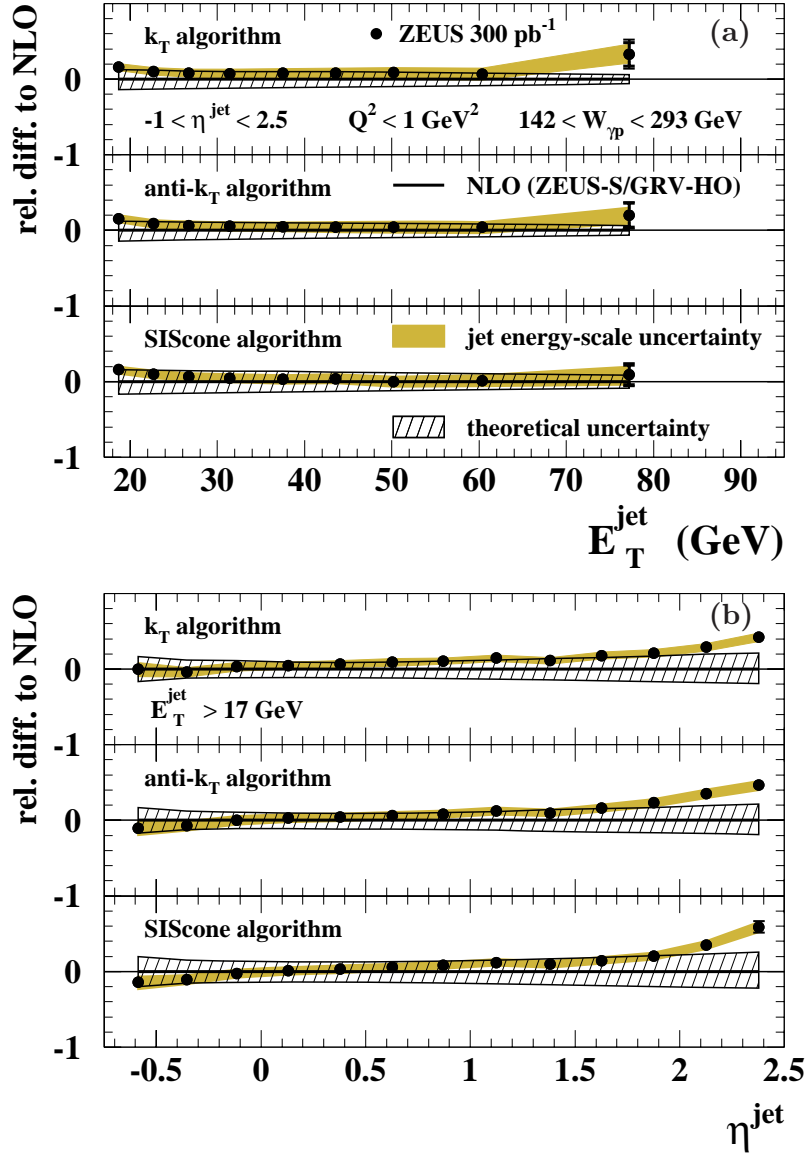 rel. diff. to NLO
k_T algorithm
ZEUS 300 pb^-1
(a)
0
-1 < η^jet < 2.5 Q^2 < 1 GeV^2 142 < W_γp < 293 GeV
-1
anti-k_T algorithm
NLO (ZEUS-S/GRV-HO)
0
-1
SIScone algorithm
jet energy-scale uncertainty
0
theoretical uncertainty
-1
20 30 40 50 60 70 80 90
E_T^jet (GeV)
rel. diff. to NLO
k_T algorithm
(b)
0
E_T^jet > 17 GeV
-1
anti-k_T algorithm
0
-1
SIScone algorithm
0
-1
-0.5 0 0.5 1 1.5 2 2.5
η^jet